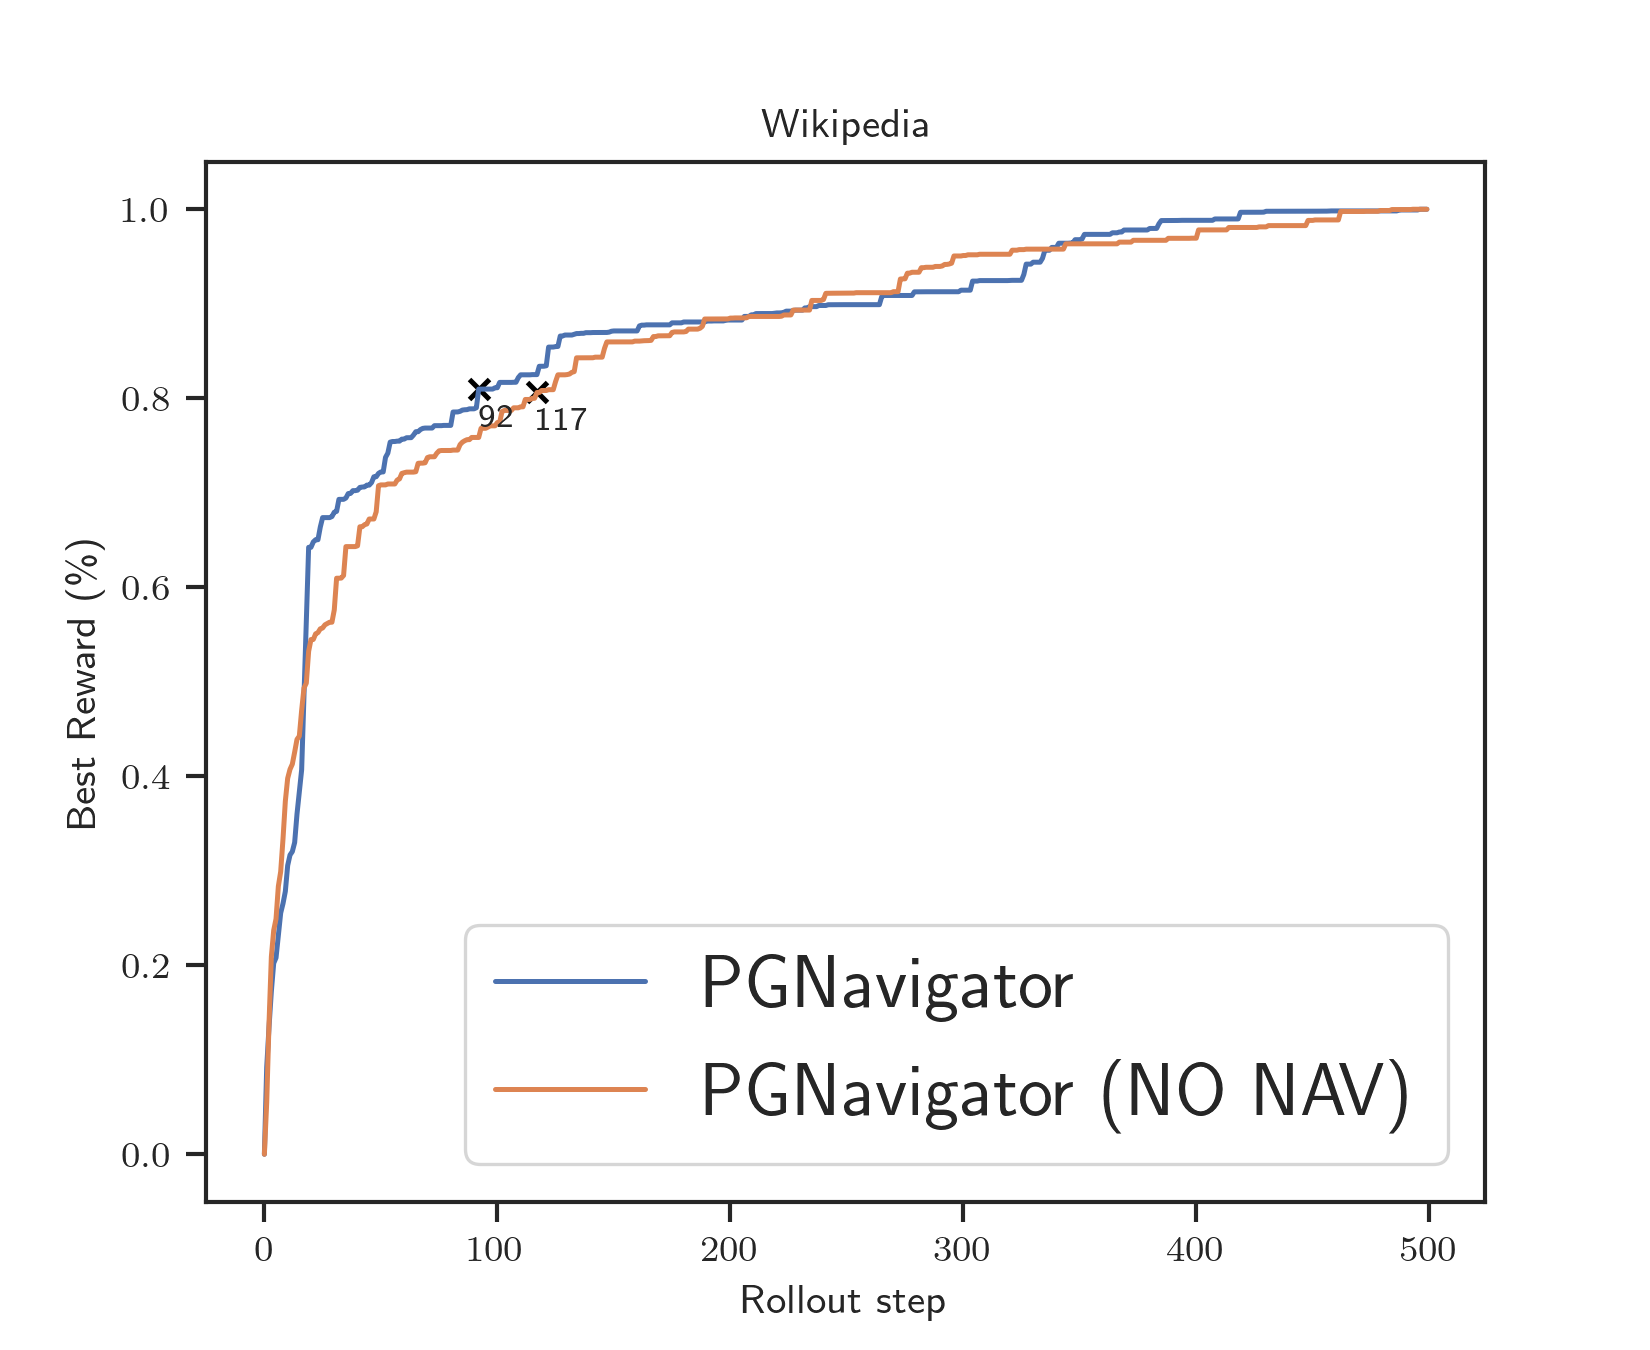 Wikipedia
Best Reward (%)
1.0
0.8
0.6
0.4
0.2
0.0
92
117
PGNavigator
PGNavigator (NO NAV)
0 100 200 300 400 500
Rollout step